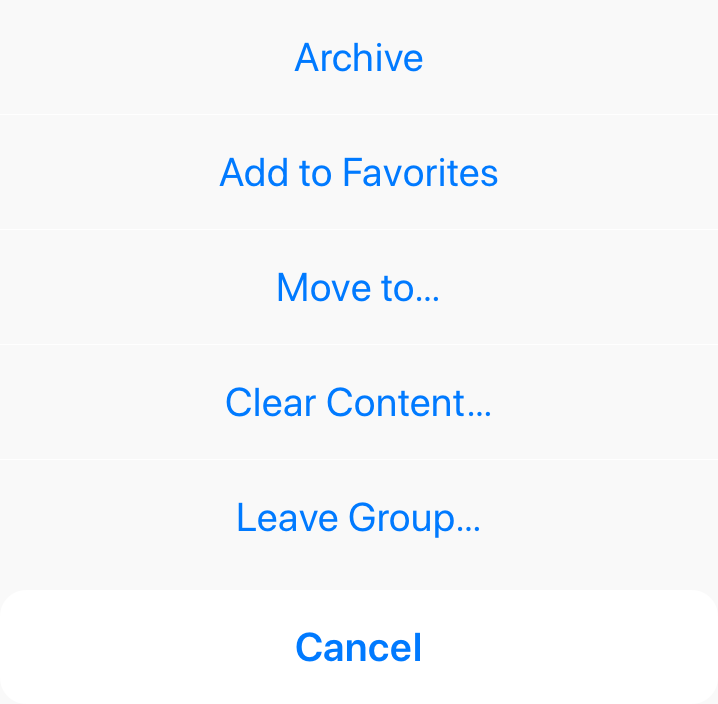 Archive
Add to Favorites
Move to...
Clear Content...
Leave Group...
Cancel